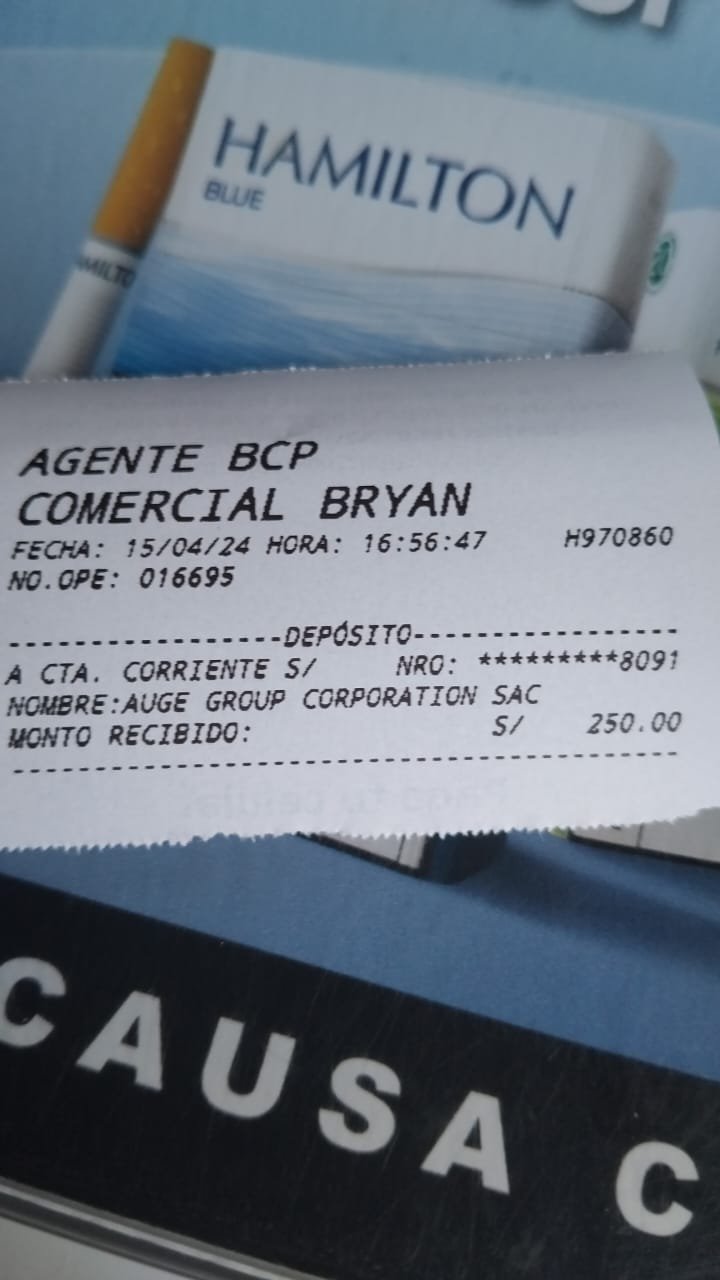 HAMILTON
BLUE
AGENTE BCP
COMERCIAL BRYAN
FECHA: 15/04/24 HORA: 16:56:47 H970860
NO.OPE: 016695
-----------------DEPÓSITO-----------------
A CTA. CORRIENTE S/ NRO: *********8091
NOMBRE:AUGE GROUP CORPORATION SAC
MONTO RECIBIDO: S/ 250.00
------------------------------------------
CAUSA C